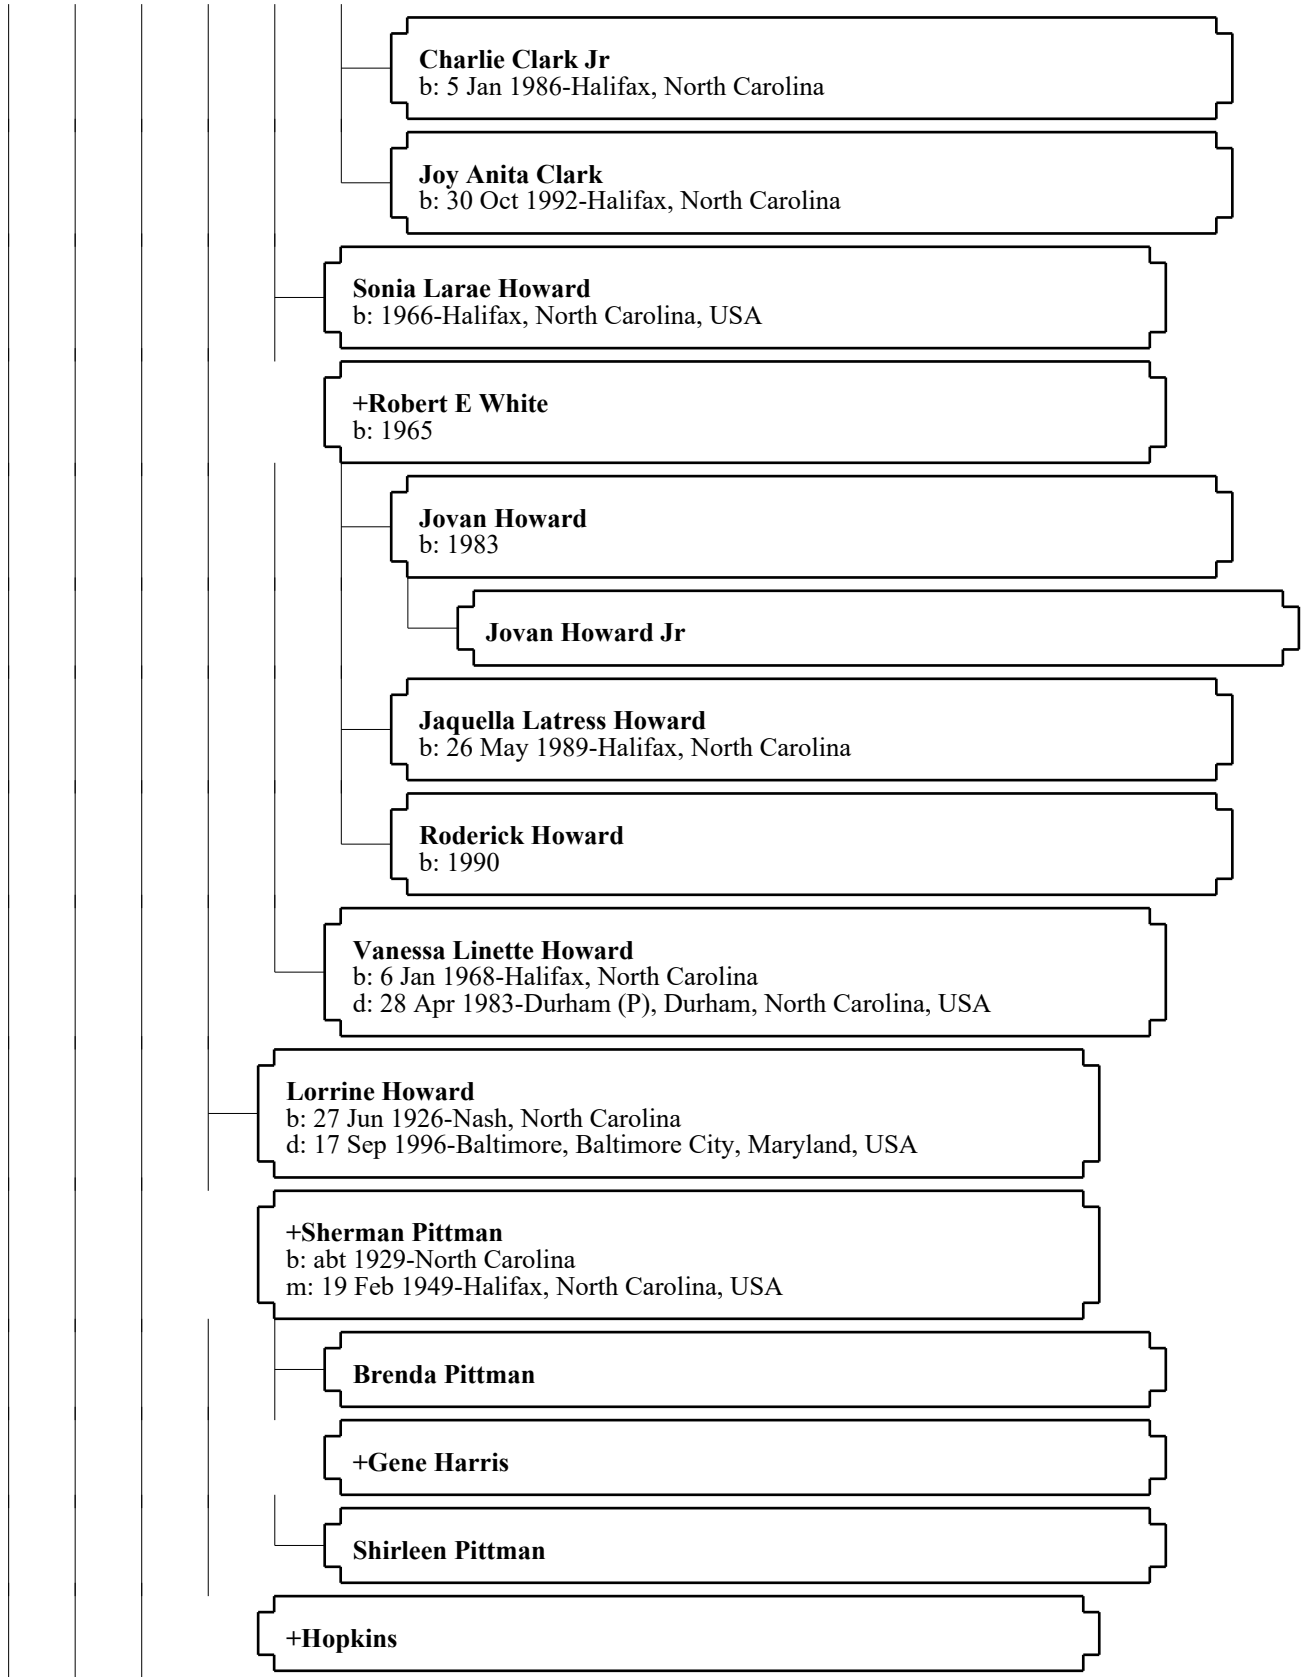 Charlie Clark Jr
b: 5 Jan 1986-Halifax, North Carolina
Joy Anita Clark
b: 30 Oct 1992-Halifax, North Carolina
Sonia Larae Howard
b: 1966-Halifax, North Carolina, USA
+Robert E White
b: 1965
Jovan Howard
b: 1983
Jovan Howard Jr
Jaquella Latress Howard
b: 26 May 1989-Halifax, North Carolina
Roderick Howard
b: 1990
Vanessa Linette Howard
b: 6 Jan 1968-Halifax, North Carolina
d: 28 Apr 1983-Durham (P), Durham, North Carolina, USA
Lorrine Howard
b: 27 Jun 1926-Nash, North Carolina
d: 17 Sep 1996-Baltimore, Baltimore City, Maryland, USA
+Sherman Pittman
b: abt 1929-North Carolina
m: 19 Feb 1949-Halifax, North Carolina, USA
Brenda Pittman
+Gene Harris
Shirleen Pittman
+Hopkins